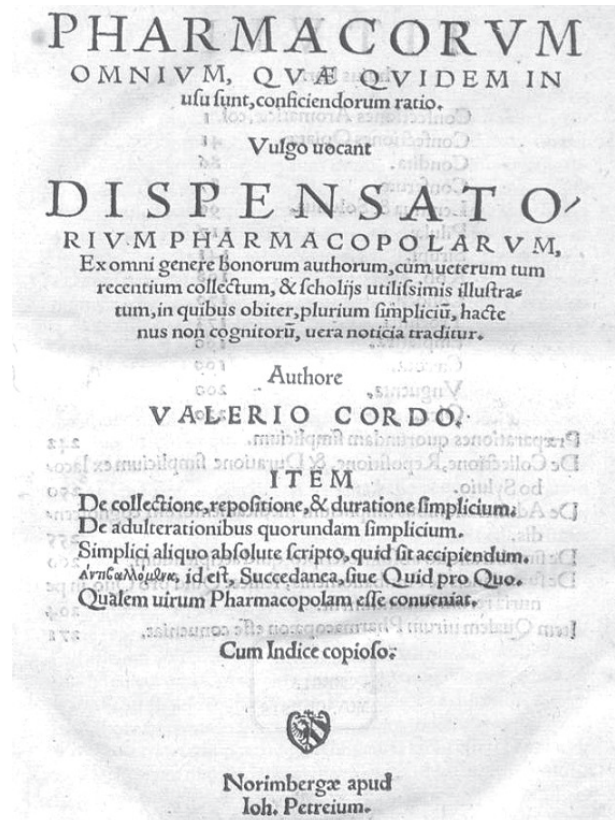 PHARMACORVM
OMNIVM, QVÆ QVIDEM IN
uſu ſunt, conficiendorum ratio.
Vulgo uocant
DISPENSATO-
RIVM PHARMACOPOLARVM,
Ex omni genere bonorum authorum, cum ueterum tum
recentium collectum, & ſcholijs utiliſsimis illuſtra-
tum, in quibus obiter, plurium ſimpliciū, hacte
nus non cognitorū, uera noticia traditur.
Authore
VALERIO CORDO.
ITEM
De collectione, repoſitione, & duratione ſimplicium.
De adulterationibus quorundam ſimplicium.
Simplici aliquo abſolute ſcripto, quid ſit accipiendum.
Ἀντιβαλλόμενα, id eſt, Succedanea, ſiue Quid pro Quo.
Qualem uirum Pharmacopolam eſſe conueniat.
Cum Indice copioſo.
Norimbergæ apud
Ioh. Petreium.